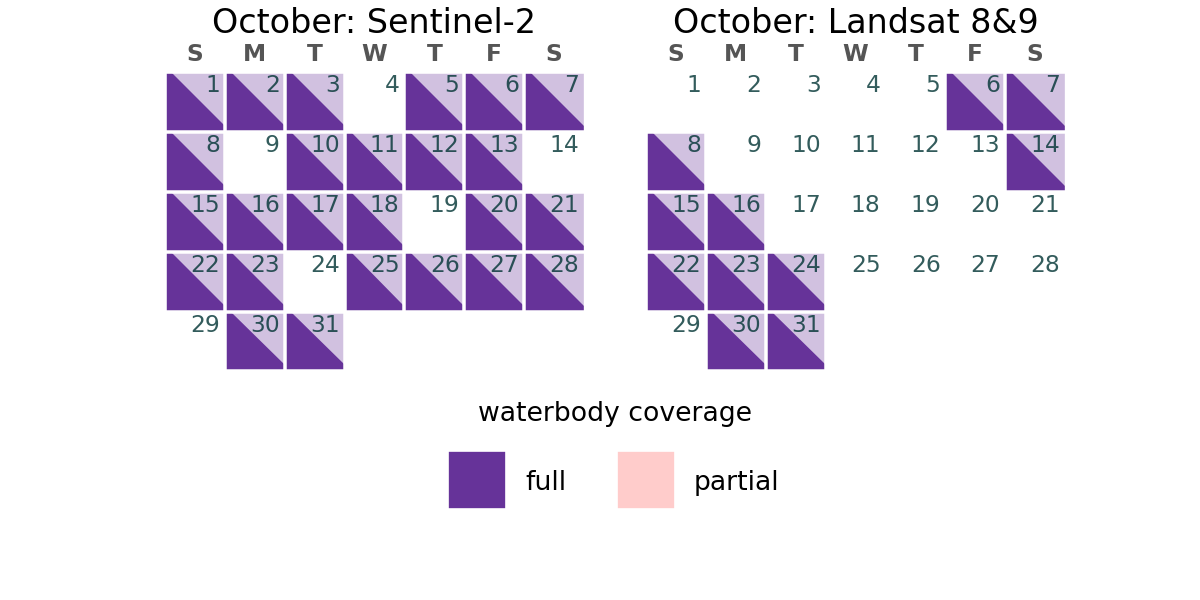 October: Sentinel-2
S M T W T F S
1 2 3 4 5 6 7
8 9 10 11 12 13 14
15 16 17 18 19 20 21
22 23 24 25 26 27 28
29 30 31
October: Landsat 8&9
S M T W T F S
1 2 3 4 5 6 7
8 9 10 11 12 13 14
15 16 17 18 19 20 21
22 23 24 25 26 27 28
29 30 31
waterbody coverage
full partial